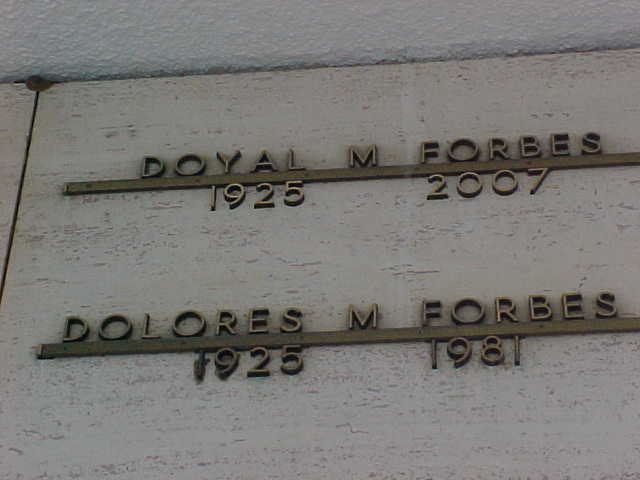 DOYAL M FORBES
1925 2007
DOLORES M FORBES
1925 1981